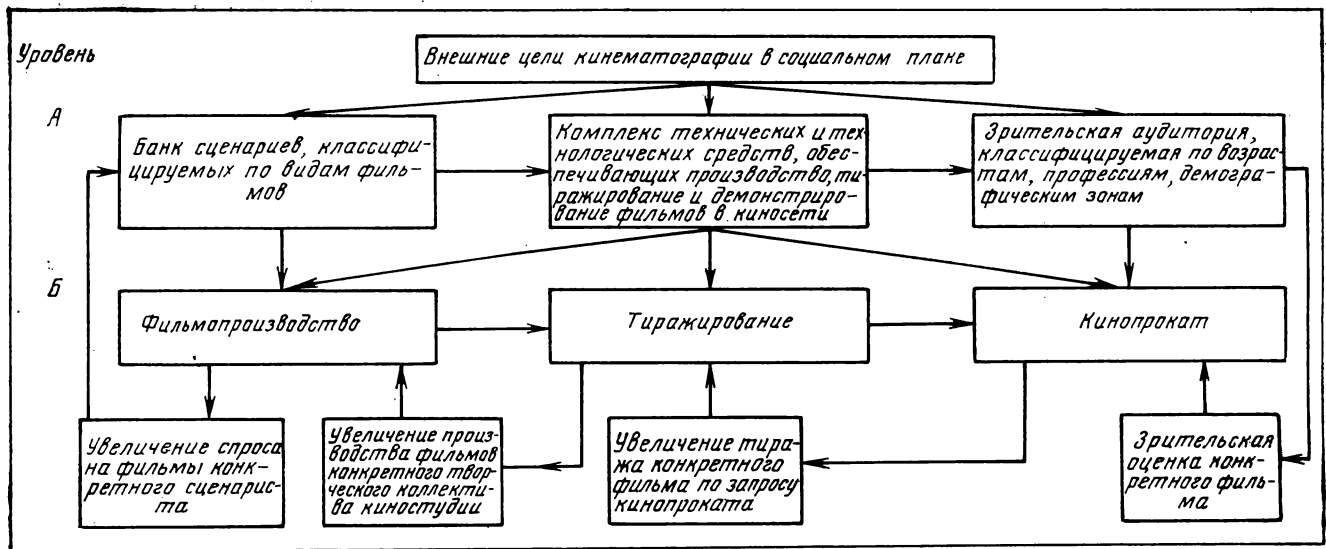 Уровень
Внешние цели кинематографии в социальном плане
А
Банк сценариев, классифи-
цируемых по видам филь-
мов
Комплекс технических и тех-
нологических средств, обес-
печивающих производство, ти-
ражирование и демонстриро-
вание фильмов в киносети
Зрительская аудитория,
классифицируемая по возрас-
там, профессиям, демогра-
фическим зонам
Б
Фильмопроизводство
Тиражирование
Кинопрокат
Увеличение спроса
на фильмы конк-
ретного сценарис-
та
Увеличение произ-
водства фильмов
конкретного твор-
ческого коллекти-
ва киностудии
Увеличение тира-
жа конкретного
фильма по запросу
кинопроката
Зрительская
оценка конк-
ретного филь-
ма